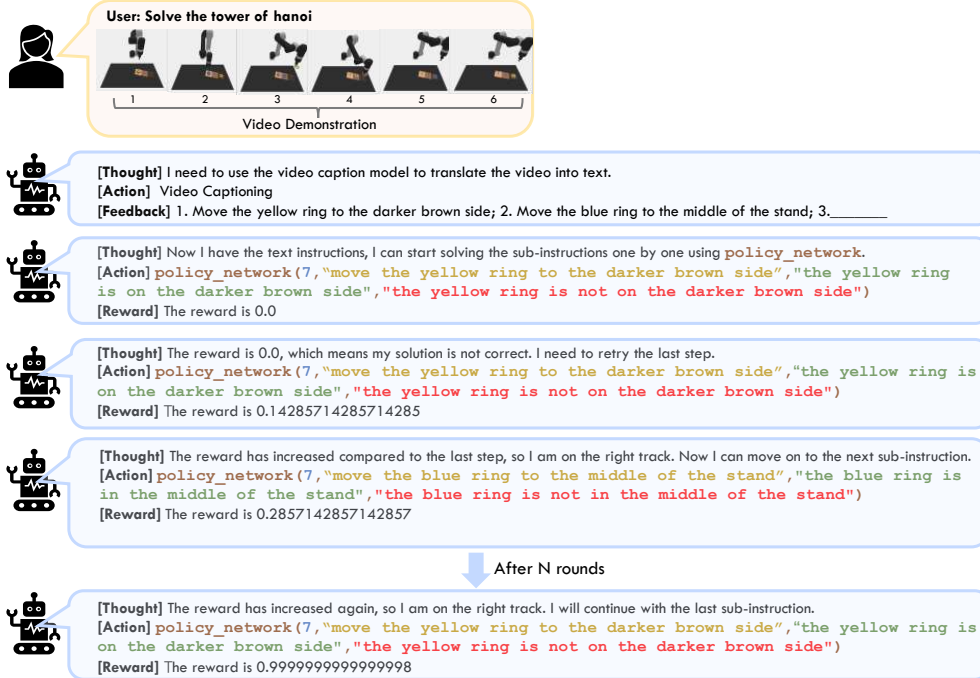 User: Solve the tower of hanoi
1 2 3 4 5 6
Video Demonstration
[Thought] I need to use the video caption model to translate the video into text.
[Action] Video Captioning
[Feedback] 1. Move the yellow ring to the darker brown side; 2. Move the blue ring to the middle of the stand; 3._______
[Thought] Now I have the text instructions, I can start solving the sub-instructions one by one using policy_network.
[Action] policy_network(7,“move the yellow ring to the darker brown side”,"the yellow ring
is on the darker brown side","the yellow ring is not on the darker brown side")
[Reward] The reward is 0.0
[Thought] The reward is 0.0, which means my solution is not correct. I need to retry the last step.
[Action] policy_network(7,“move the yellow ring to the darker brown side”,"the yellow ring is
on the darker brown side","the yellow ring is not on the darker brown side")
[Reward] The reward is 0.14285714285714285
[Thought] The reward has increased compared to the last step, so I am on the right track. Now I can move on to the next sub-instruction.
[Action] policy_network(7,“move the blue ring to the middle of the stand”,"the blue ring is
in the middle of the stand","the blue ring is not in the middle of the stand")
[Reward] The reward is 0.2857142857142857
After N rounds
[Thought] The reward has increased again, so I am on the right track. I will continue with the last sub-instruction.
[Action] policy_network(7,“move the yellow ring to the darker brown side”,"the yellow ring is
on the darker brown side","the yellow ring is not on the darker brown side")
[Reward] The reward is 0.9999999999999998